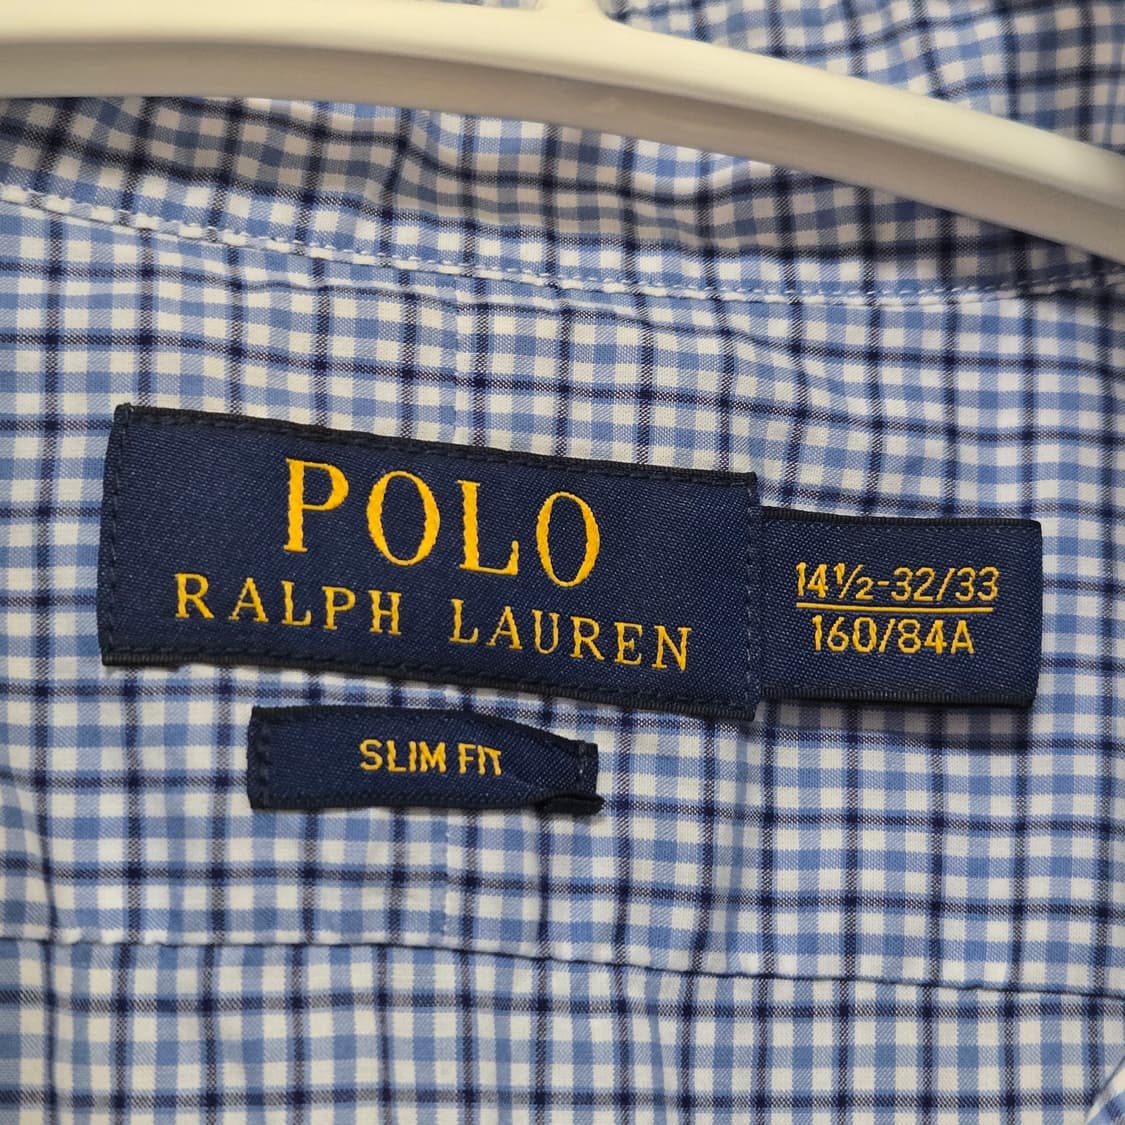 POLO
RALPH LAUREN
14½-32/33
160/84A
SLIM FIT